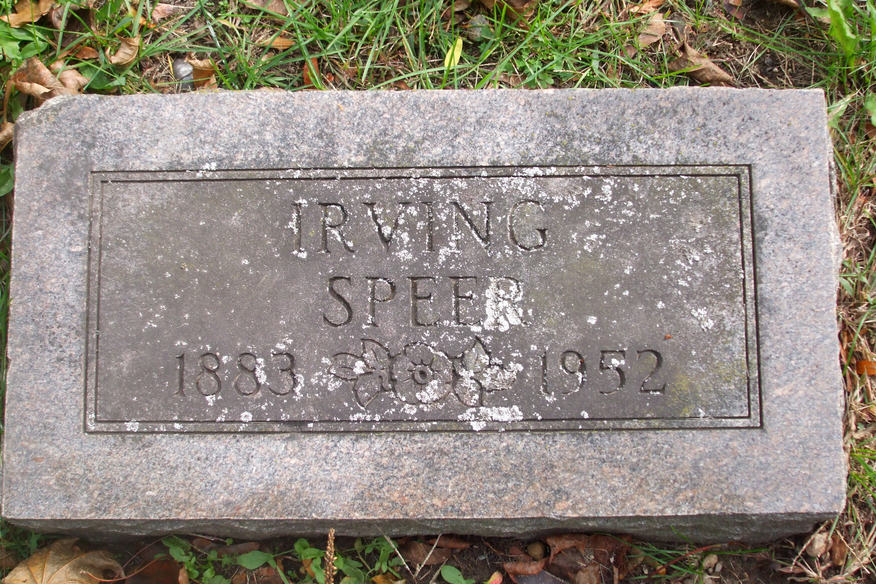 IRVING
SPEER
1883 1952